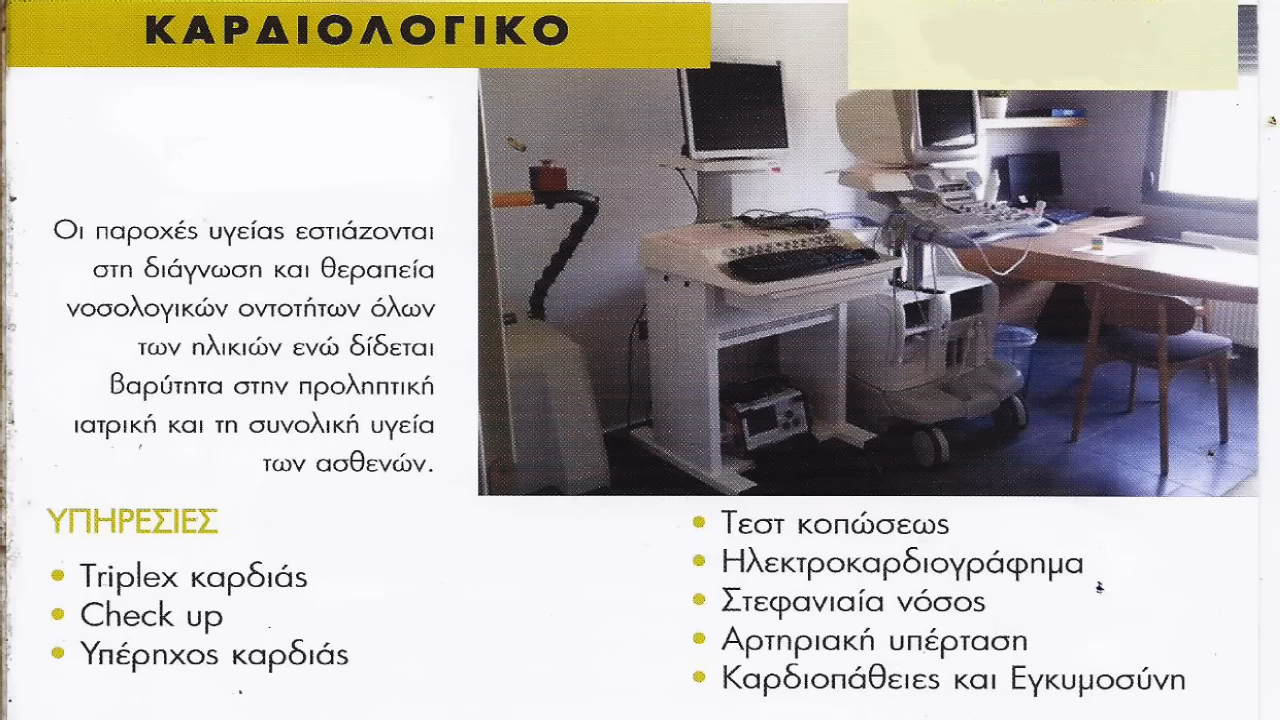 ΚΑΡΔΙΟΛΟΓΙΚΟ
Οι παροχές υγείας εστιάζονται
στη διάγνωση και θεραπεία
νοσολογικών οντοτήτων όλων
των ηλικιών ενώ δίδεται
βαρύτητα στην προληπτική
ιατρική και τη συνολική υγεία
των ασθενών.
ΥΠΗΡΕΣΙΕΣ
• Triplex καρδιάς
• Check up
• Υπέρηχος καρδιάς
• Τεστ κοπώσεως
• Ηλεκτροκαρδιογράφημα
• Στεφανιαία νόσος
• Αρτηριακή υπέρταση
• Καρδιοπάθειες και Εγκυμοσύνη